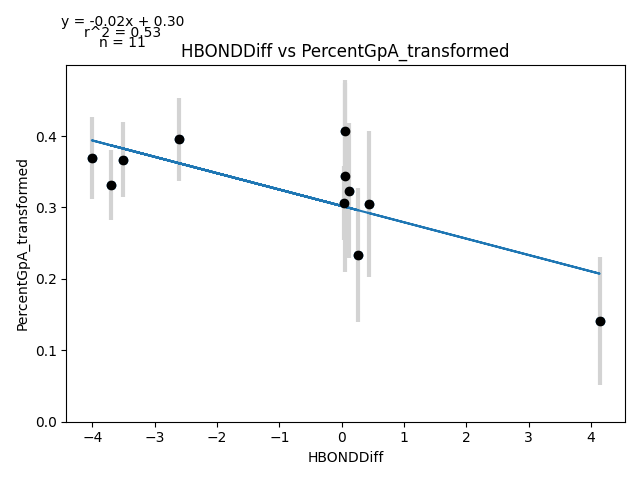 y = -0.02x + 0.30
r^2 = 0.53
n = 11
HBONDDiff vs PercentGpA_transformed
PercentGpA_transformed
0.4
0.3
0.2
0.1
0.0
−4
−3
−2
−1
0
1
2
3
4
HBONDDiff